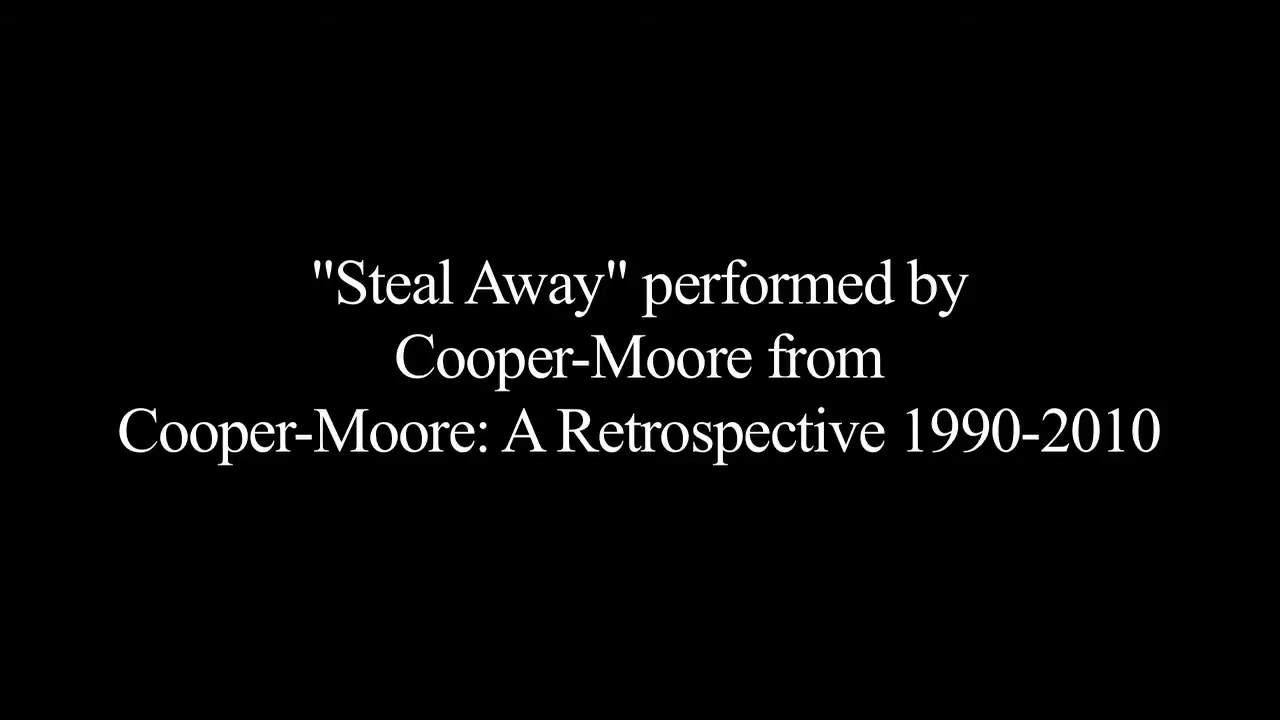 "Steal Away" performed by
Cooper-Moore from
Cooper-Moore: A Retrospective 1990-2010